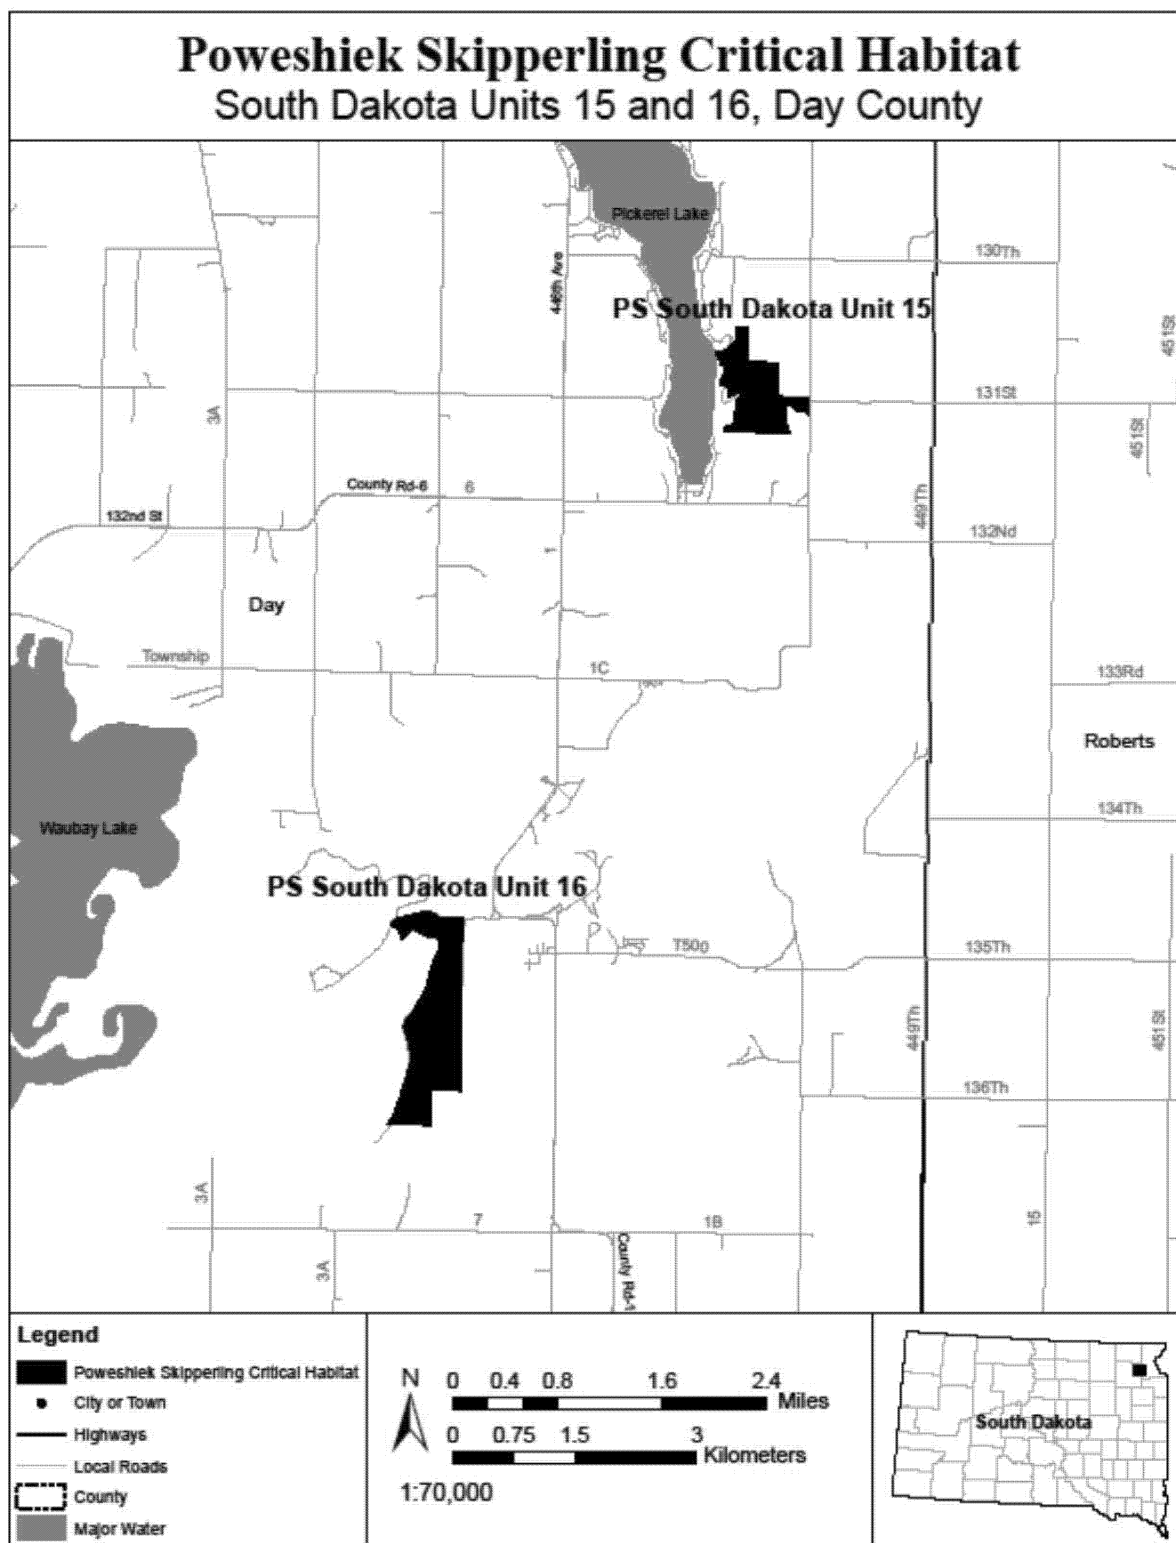 Poweshiek Skipperling Critical Habitat
South Dakota Units 15 and 16, Day County
Pickerel Lake
446th Ave
130Th
PS South Dakota Unit 15
451St
131St
3A
451St
County Rd-6
6
449Th
132nd St
132Nd
1
Day
Township
1C
133Rd
Roberts
134Th
Waubay Lake
PS South Dakota Unit 16
T500
135Th
449Th
451St
136Th
3A
7
1B
15
3A
County Rd-1
Legend
Poweshiek Skipperling Critical Habitat
City or Town
Highways
Local Roads
County
Major Water
N
0 0.4 0.8 1.6 2.4
Miles
0 0.75 1.5 3
Kilometers
1:70,000
South Dakota